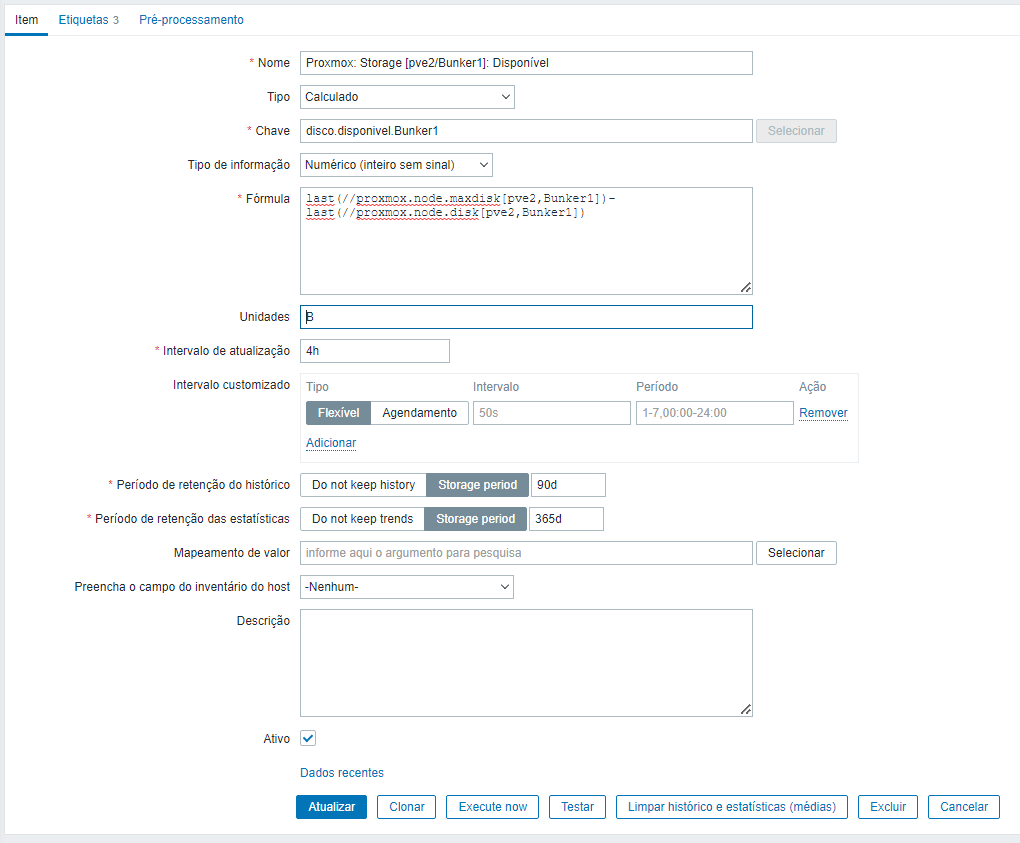 Item Etiquetas 3 Pré-processamento
* Nome Proxmox: Storage [pve2/Bunker1]: Disponível
Tipo Calculado
* Chave disco.disponivel.Bunker1 Selecionar
Tipo de informação Numérico (inteiro sem sinal)
* Fórmula last(//proxmox.node.maxdisk[pve2,Bunker1])-
last(//proxmox.node.disk[pve2,Bunker1])
Unidades B
* Intervalo de atualização 4h
Intervalo customizado Tipo Intervalo Período Ação
Flexível Agendamento 50s 1-7,00:00-24:00 Remover
Adicionar
* Período de retenção do histórico Do not keep history Storage period 90d
* Período de retenção das estatísticas Do not keep trends Storage period 365d
Mapeamento de valor informe aqui o argumento para pesquisa Selecionar
Preencha o campo do inventário do host -Nenhum-
Descrição
Ativo
Dados recentes
Atualizar Clonar Execute now Testar Limpar histórico e estatísticas (médias) Excluir Cancelar